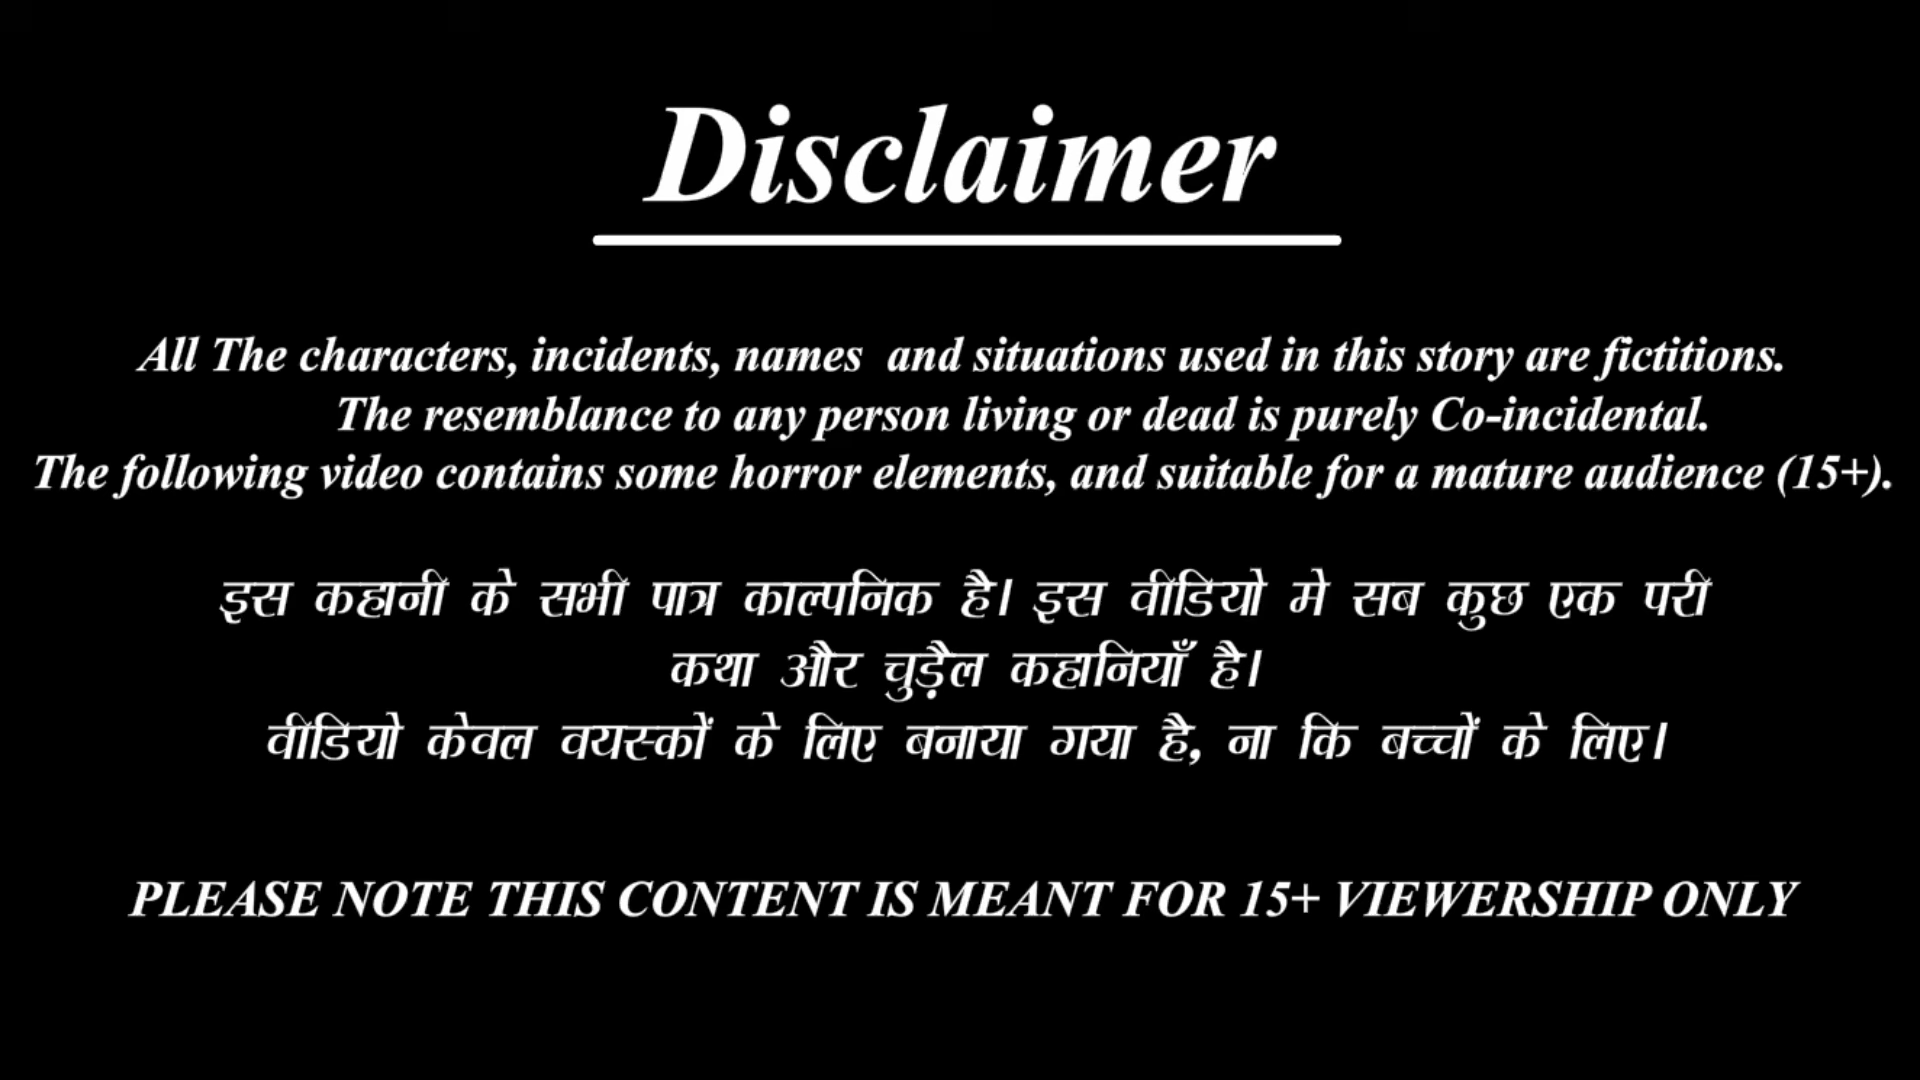 Disclaimer
All The characters, incidents, names and situations used in this story are fictitions.
The resemblance to any person living or dead is purely Co-incidental.
The following video contains some horror elements, and suitable for a mature audience (15+).
इस कहानी के सभी पात्र काल्पनिक है। इस वीडियो मे सब कुछ एक परी
कथा और चुड़ैल कहानियाँ है।
वीडियो केवल वयस्कों के लिए बनाया गया है, ना कि बच्चों के लिए।
PLEASE NOTE THIS CONTENT IS MEANT FOR 15+ VIEWERSHIP ONLY